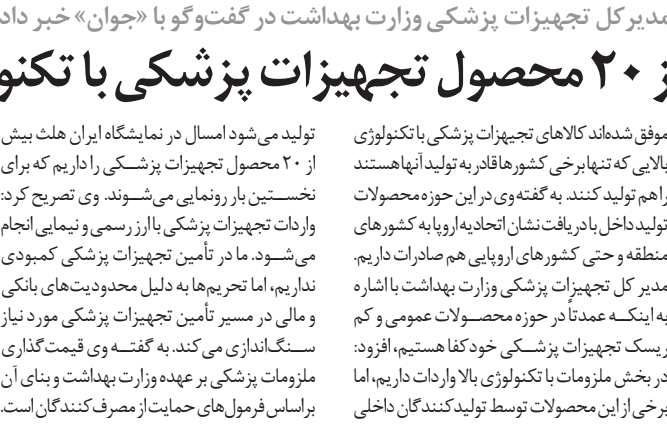 مدیرکل تجهیزات پزشکی وزارت بهداشت در گفت‌وگو با «جوان» خبر داد
ز ۲۰ محصول تجهیزات پزشکی با تکنو
موفق شده‌اند کالاهای تجیهزات پزشکی با تکنولوژی
بالایی که تنها برخی کشورها قادر به تولید آنها هستند
را هم تولید کنند. به گفته وی در این حوزه محصولات
تولید داخل با دریافت نشان اتحادیه اروپا به کشورهای
منطقه و حتی کشورهای اروپایی هم صادرات داریم.
مدیر کل تجهیزات پزشکی وزارت بهداشت با اشاره
به اینکه عمدتاً در حوزه محصولات عمومی و کم
ریسک تجهیزات پزشکی خودکفا هستیم، افزود:
در بخش ملزومات با تکنولوژی بالا واردات داریم، اما
برخی از این محصولات توسط تولیدکنندگان داخلی
تولید می‌شود امسال در نمایشگاه ایران هلث بیش
از ۲۰ محصول تجهیزات پزشکی را داریم که برای
نخستین بار رونمایی می‌شوند. وی تصریح کرد:
واردات تجهیزات پزشکی با ارز رسمی و نیمایی انجام
می‌شود. ما در تأمین تجهیزات پزشکی کمبودی
نداریم، اما تحریم‌ها به دلیل محدودیت‌های بانکی
و مالی در مسیر تأمین تجهیزات پزشکی مورد نیاز
سنگ‌اندازی می‌کند. به گفته وی قیمت‌گذاری
ملزومات پزشکی بر عهده وزارت بهداشت و بنای آن
براساس فرمول‌های حمایت از مصرف‌کنندگان است.